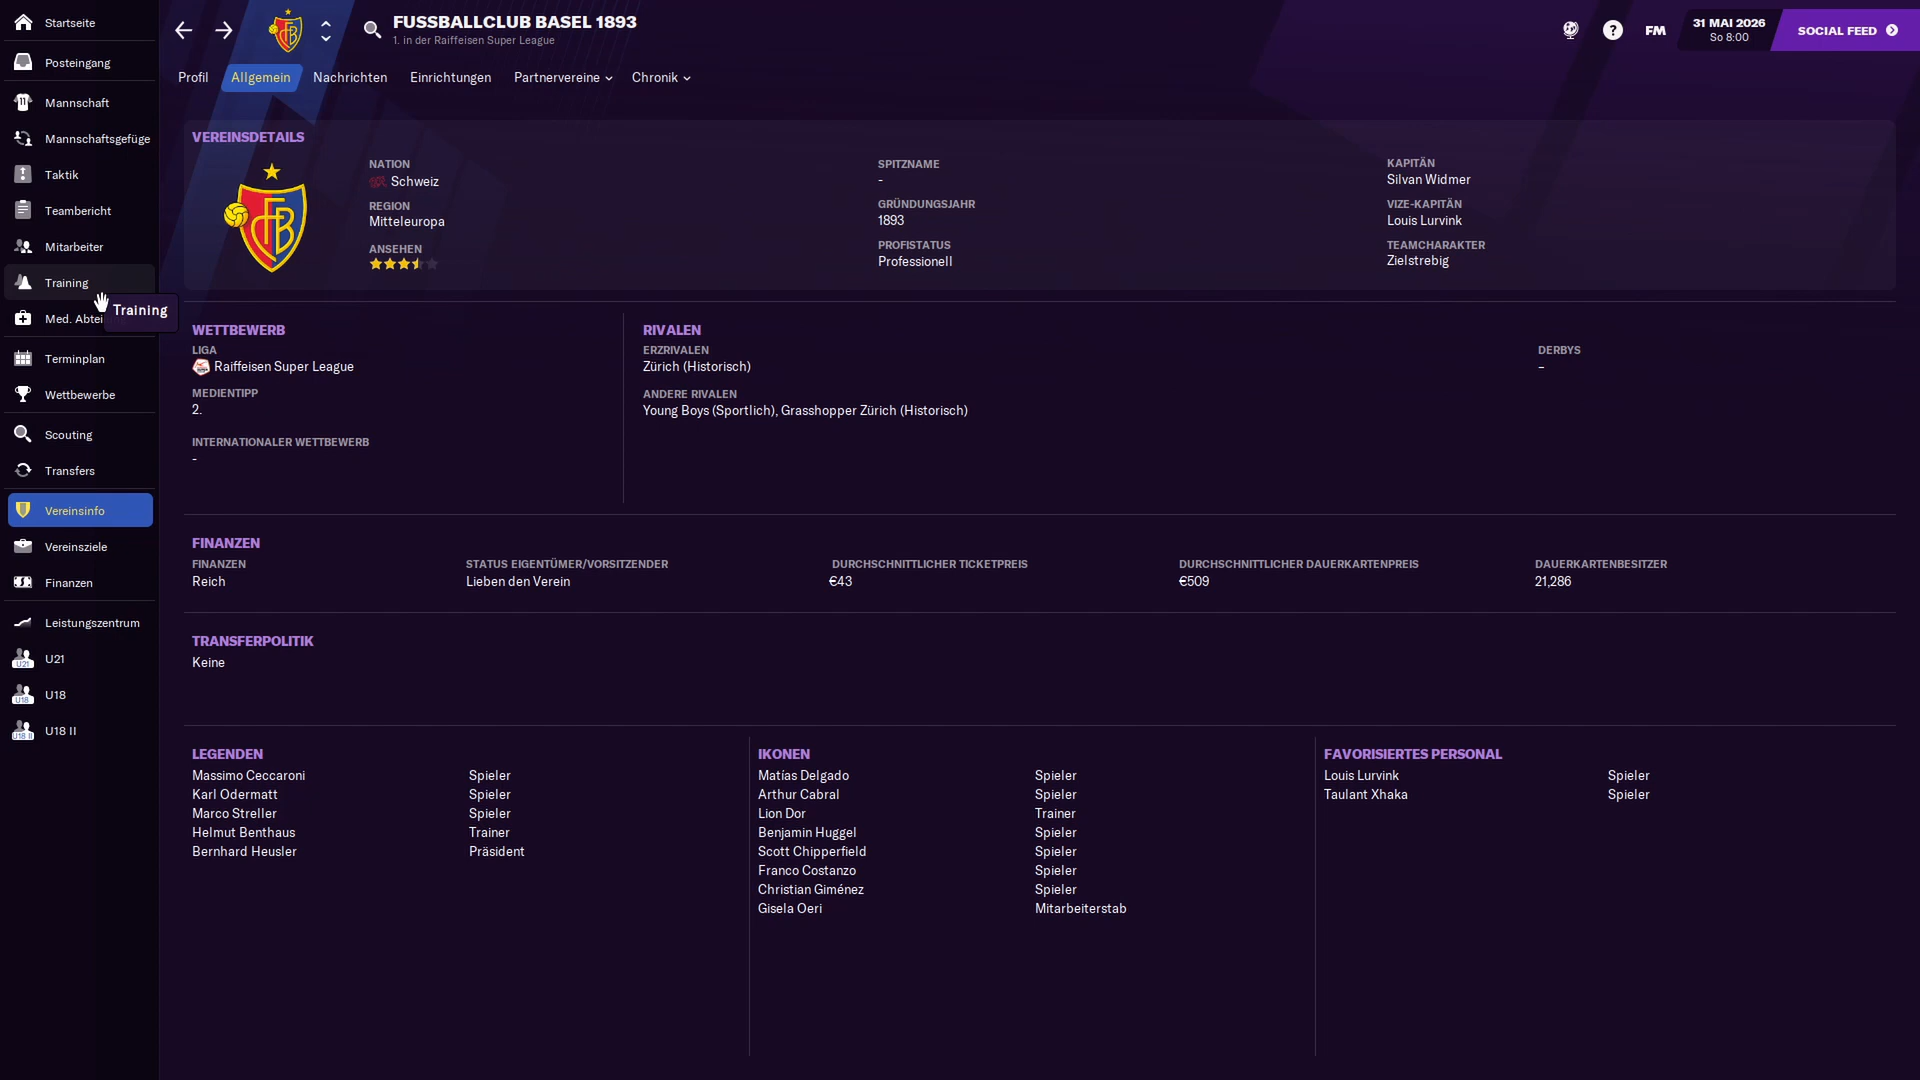 Startseite
Posteingang
Mannschaft
Mannschaftsgefüge
Taktik
Teambericht
Mitarbeiter
Training
Training
Med. Abtei
Terminplan
Wettbewerbe
Scouting
Transfers
Vereinsinfo
Vereinsziele
Finanzen
Leistungszentrum
U21
U21
U18
U18
U18 II
U18 II
FUSSBALLCLUB BASEL 1893
1. in der Raiffeisen Super League
?
FM
31 MAI 2026
So 8:00
SOCIAL FEED
Profil Allgemein Nachrichten Einrichtungen Partnervereine Chronik
VEREINSDETAILS
FCB
NATION
Schweiz
REGION
Mitteleuropa
ANSEHEN
SPITZNAME
-
GRÜNDUNGSJAHR
1893
PROFISTATUS
Professionell
KAPITÄN
Silvan Widmer
VIZE-KAPITÄN
Louis Lurvink
TEAMCHARAKTER
Zielstrebig
WETTBEWERB
LIGA
Raiffeisen Super League
MEDIENTIPP
2.
INTERNATIONALER WETTBEWERB
-
RIVALEN
ERZRIVALEN
Zürich (Historisch)
ANDERE RIVALEN
Young Boys (Sportlich), Grasshopper Zürich (Historisch)
DERBYS
-
FINANZEN
FINANZEN
Reich
STATUS EIGENTÜMER/VORSITZENDER
Lieben den Verein
DURCHSCHNITTLICHER TICKETPREIS
€43
DURCHSCHNITTLICHER DAUERKARTENPREIS
€509
DAUERKARTENBESITZER
21,286
TRANSFERPOLITIK
Keine
LEGENDEN
Massimo Ceccaroni Spieler
Karl Odermatt Spieler
Marco Streller Spieler
Helmut Benthaus Trainer
Bernhard Heusler Präsident
IKONEN
Matías Delgado Spieler
Arthur Cabral Spieler
Lion Dor Trainer
Benjamin Huggel Spieler
Scott Chipperfield Spieler
Franco Costanzo Spieler
Christian Giménez Spieler
Gisela Oeri Mitarbeiterstab
FAVORISIERTES PERSONAL
Louis Lurvink Spieler
Taulant Xhaka Spieler